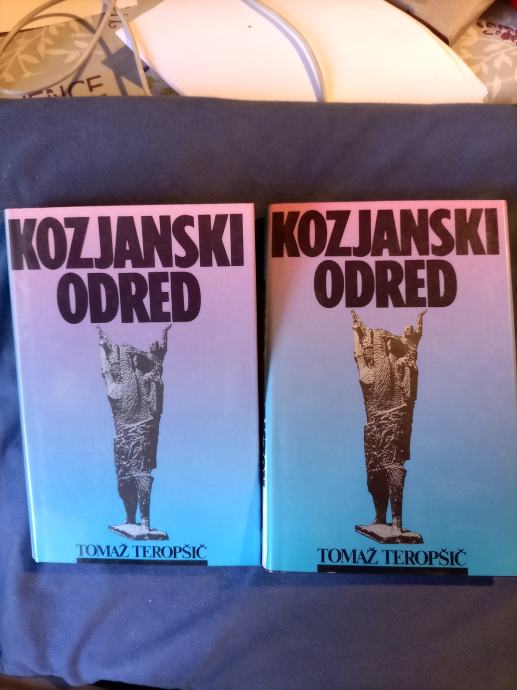 KOZJANSKI
ODRED
TOMAŽ TEROPŠIČ
KOZJANSKI
ODRED
TOMAŽ TEROPŠIČ